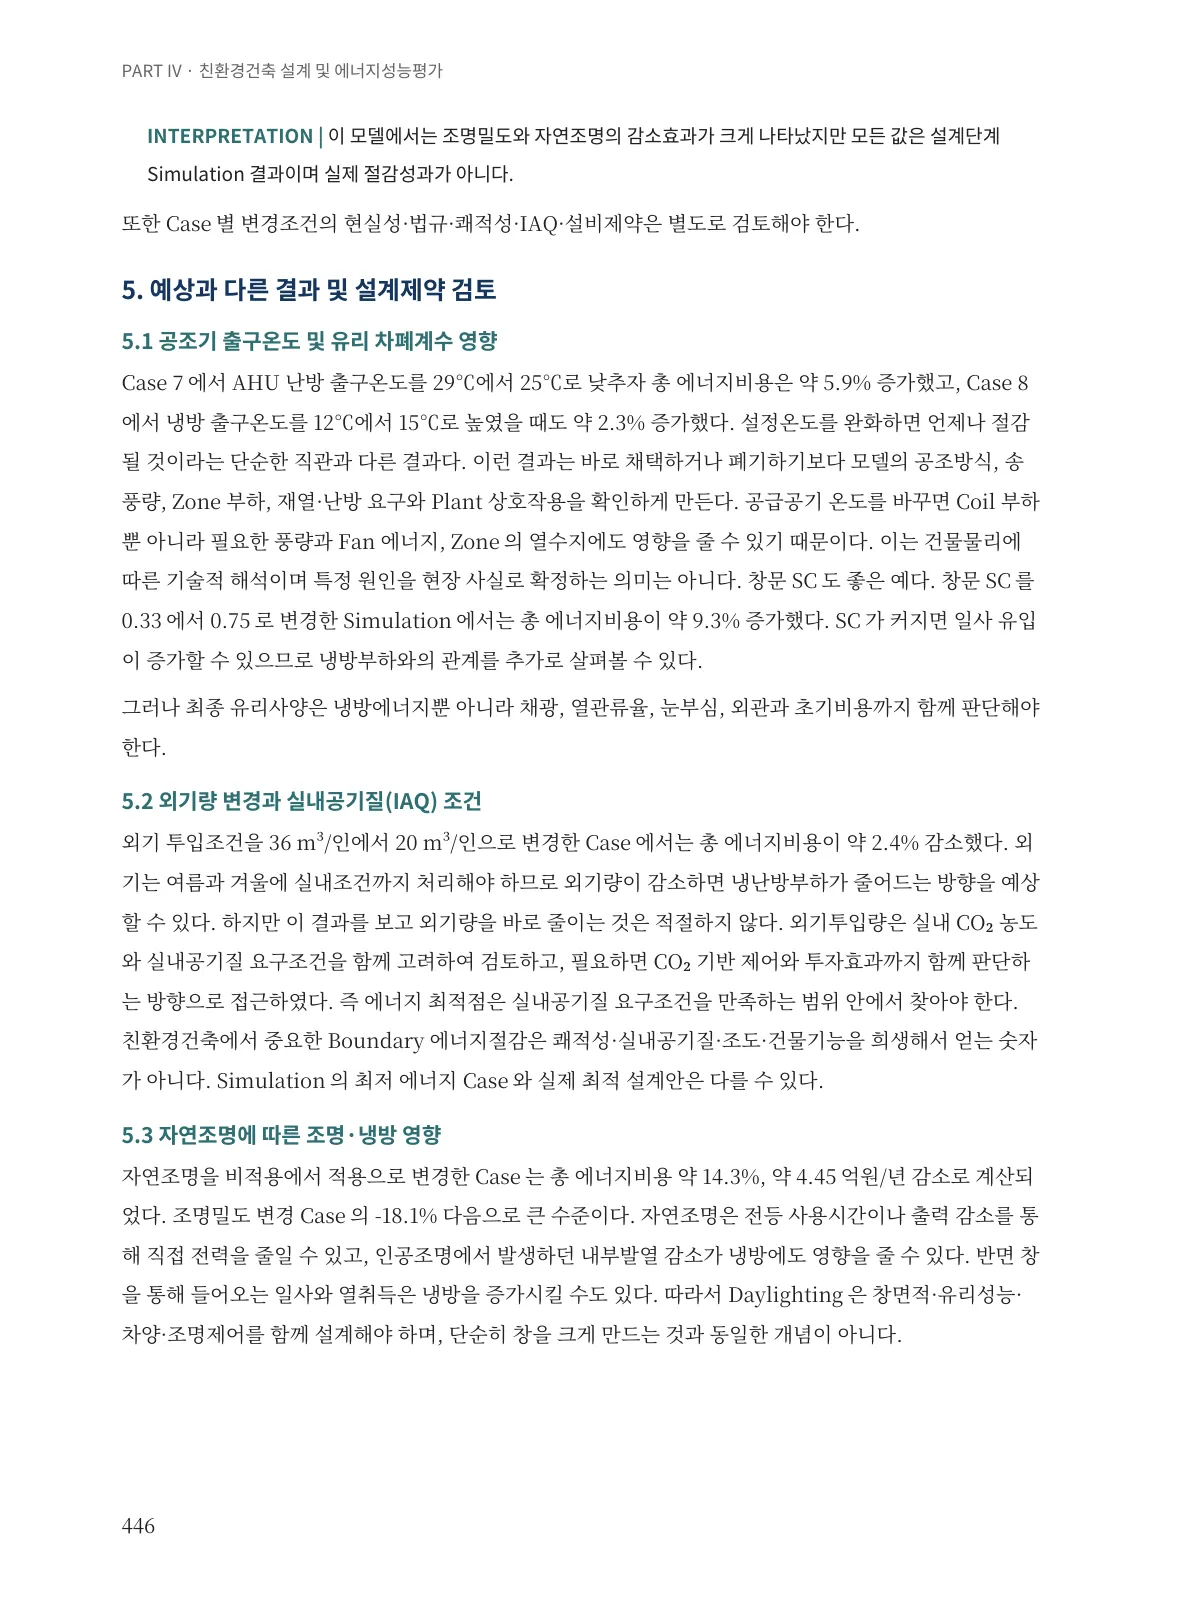 PART IV · 친환경건축 설계 및 에너지성능평가
INTERPRETATION | 이 모델에서는 조명밀도와 자연조명의 감소효과가 크게 나타났지만 모든 값은 설계단계
Simulation 결과이며 실제 절감성과가 아니다.
또한 Case 별 변경조건의 현실성·법규·쾌적성·IAQ·설비제약은 별도로 검토해야 한다.
5. 예상과 다른 결과 및 설계제약 검토
5.1 공조기 출구온도 및 유리 차폐계수 영향
Case 7 에서 AHU 난방 출구온도를 29℃에서 25℃로 낮추자 총 에너지비용은 약 5.9% 증가했고, Case 8
에서 냉방 출구온도를 12℃에서 15℃로 높였을 때도 약 2.3% 증가했다. 설정온도를 완화하면 언제나 절감
될 것이라는 단순한 직관과 다른 결과다. 이런 결과는 바로 채택하거나 폐기하기보다 모델의 공조방식, 송
풍량, Zone 부하, 재열·난방 요구와 Plant 상호작용을 확인하게 만든다. 공급공기 온도를 바꾸면 Coil 부하
뿐 아니라 필요한 풍량과 Fan 에너지, Zone 의 열수지에도 영향을 줄 수 있기 때문이다. 이는 건물물리에
따른 기술적 해석이며 특정 원인을 현장 사실로 확정하는 의미는 아니다. 창문 SC 도 좋은 예다. 창문 SC 를
0.33 에서 0.75 로 변경한 Simulation 에서는 총 에너지비용이 약 9.3% 증가했다. SC 가 커지면 일사 유입
이 증가할 수 있으므로 냉방부하와의 관계를 추가로 살펴볼 수 있다.
그러나 최종 유리사양은 냉방에너지뿐 아니라 채광, 열관류율, 눈부심, 외관과 초기비용까지 함께 판단해야
한다.
5.2 외기량 변경과 실내공기질(IAQ) 조건
외기 투입조건을 36 m³/인에서 20 m³/인으로 변경한 Case 에서는 총 에너지비용이 약 2.4% 감소했다. 외
기는 여름과 겨울에 실내조건까지 처리해야 하므로 외기량이 감소하면 냉난방부하가 줄어드는 방향을 예상
할 수 있다. 하지만 이 결과를 보고 외기량을 바로 줄이는 것은 적절하지 않다. 외기투입량은 실내 CO₂ 농도
와 실내공기질 요구조건을 함께 고려하여 검토하고, 필요하면 CO₂ 기반 제어와 투자효과까지 함께 판단하
는 방향으로 접근하였다. 즉 에너지 최적점은 실내공기질 요구조건을 만족하는 범위 안에서 찾아야 한다.
친환경건축에서 중요한 Boundary 에너지절감은 쾌적성·실내공기질·조도·건물기능을 희생해서 얻는 숫자
가 아니다. Simulation 의 최저 에너지 Case 와 실제 최적 설계안은 다를 수 있다.
5.3 자연조명에 따른 조명·냉방 영향
자연조명을 비적용에서 적용으로 변경한 Case 는 총 에너지비용 약 14.3%, 약 4.45 억원/년 감소로 계산되
었다. 조명밀도 변경 Case 의 -18.1% 다음으로 큰 수준이다. 자연조명은 전등 사용시간이나 출력 감소를 통
해 직접 전력을 줄일 수 있고, 인공조명에서 발생하던 내부발열 감소가 냉방에도 영향을 줄 수 있다. 반면 창
을 통해 들어오는 일사와 열취득은 냉방을 증가시킬 수도 있다. 따라서 Daylighting 은 창면적·유리성능·
차양·조명제어를 함께 설계해야 하며, 단순히 창을 크게 만드는 것과 동일한 개념이 아니다.
446